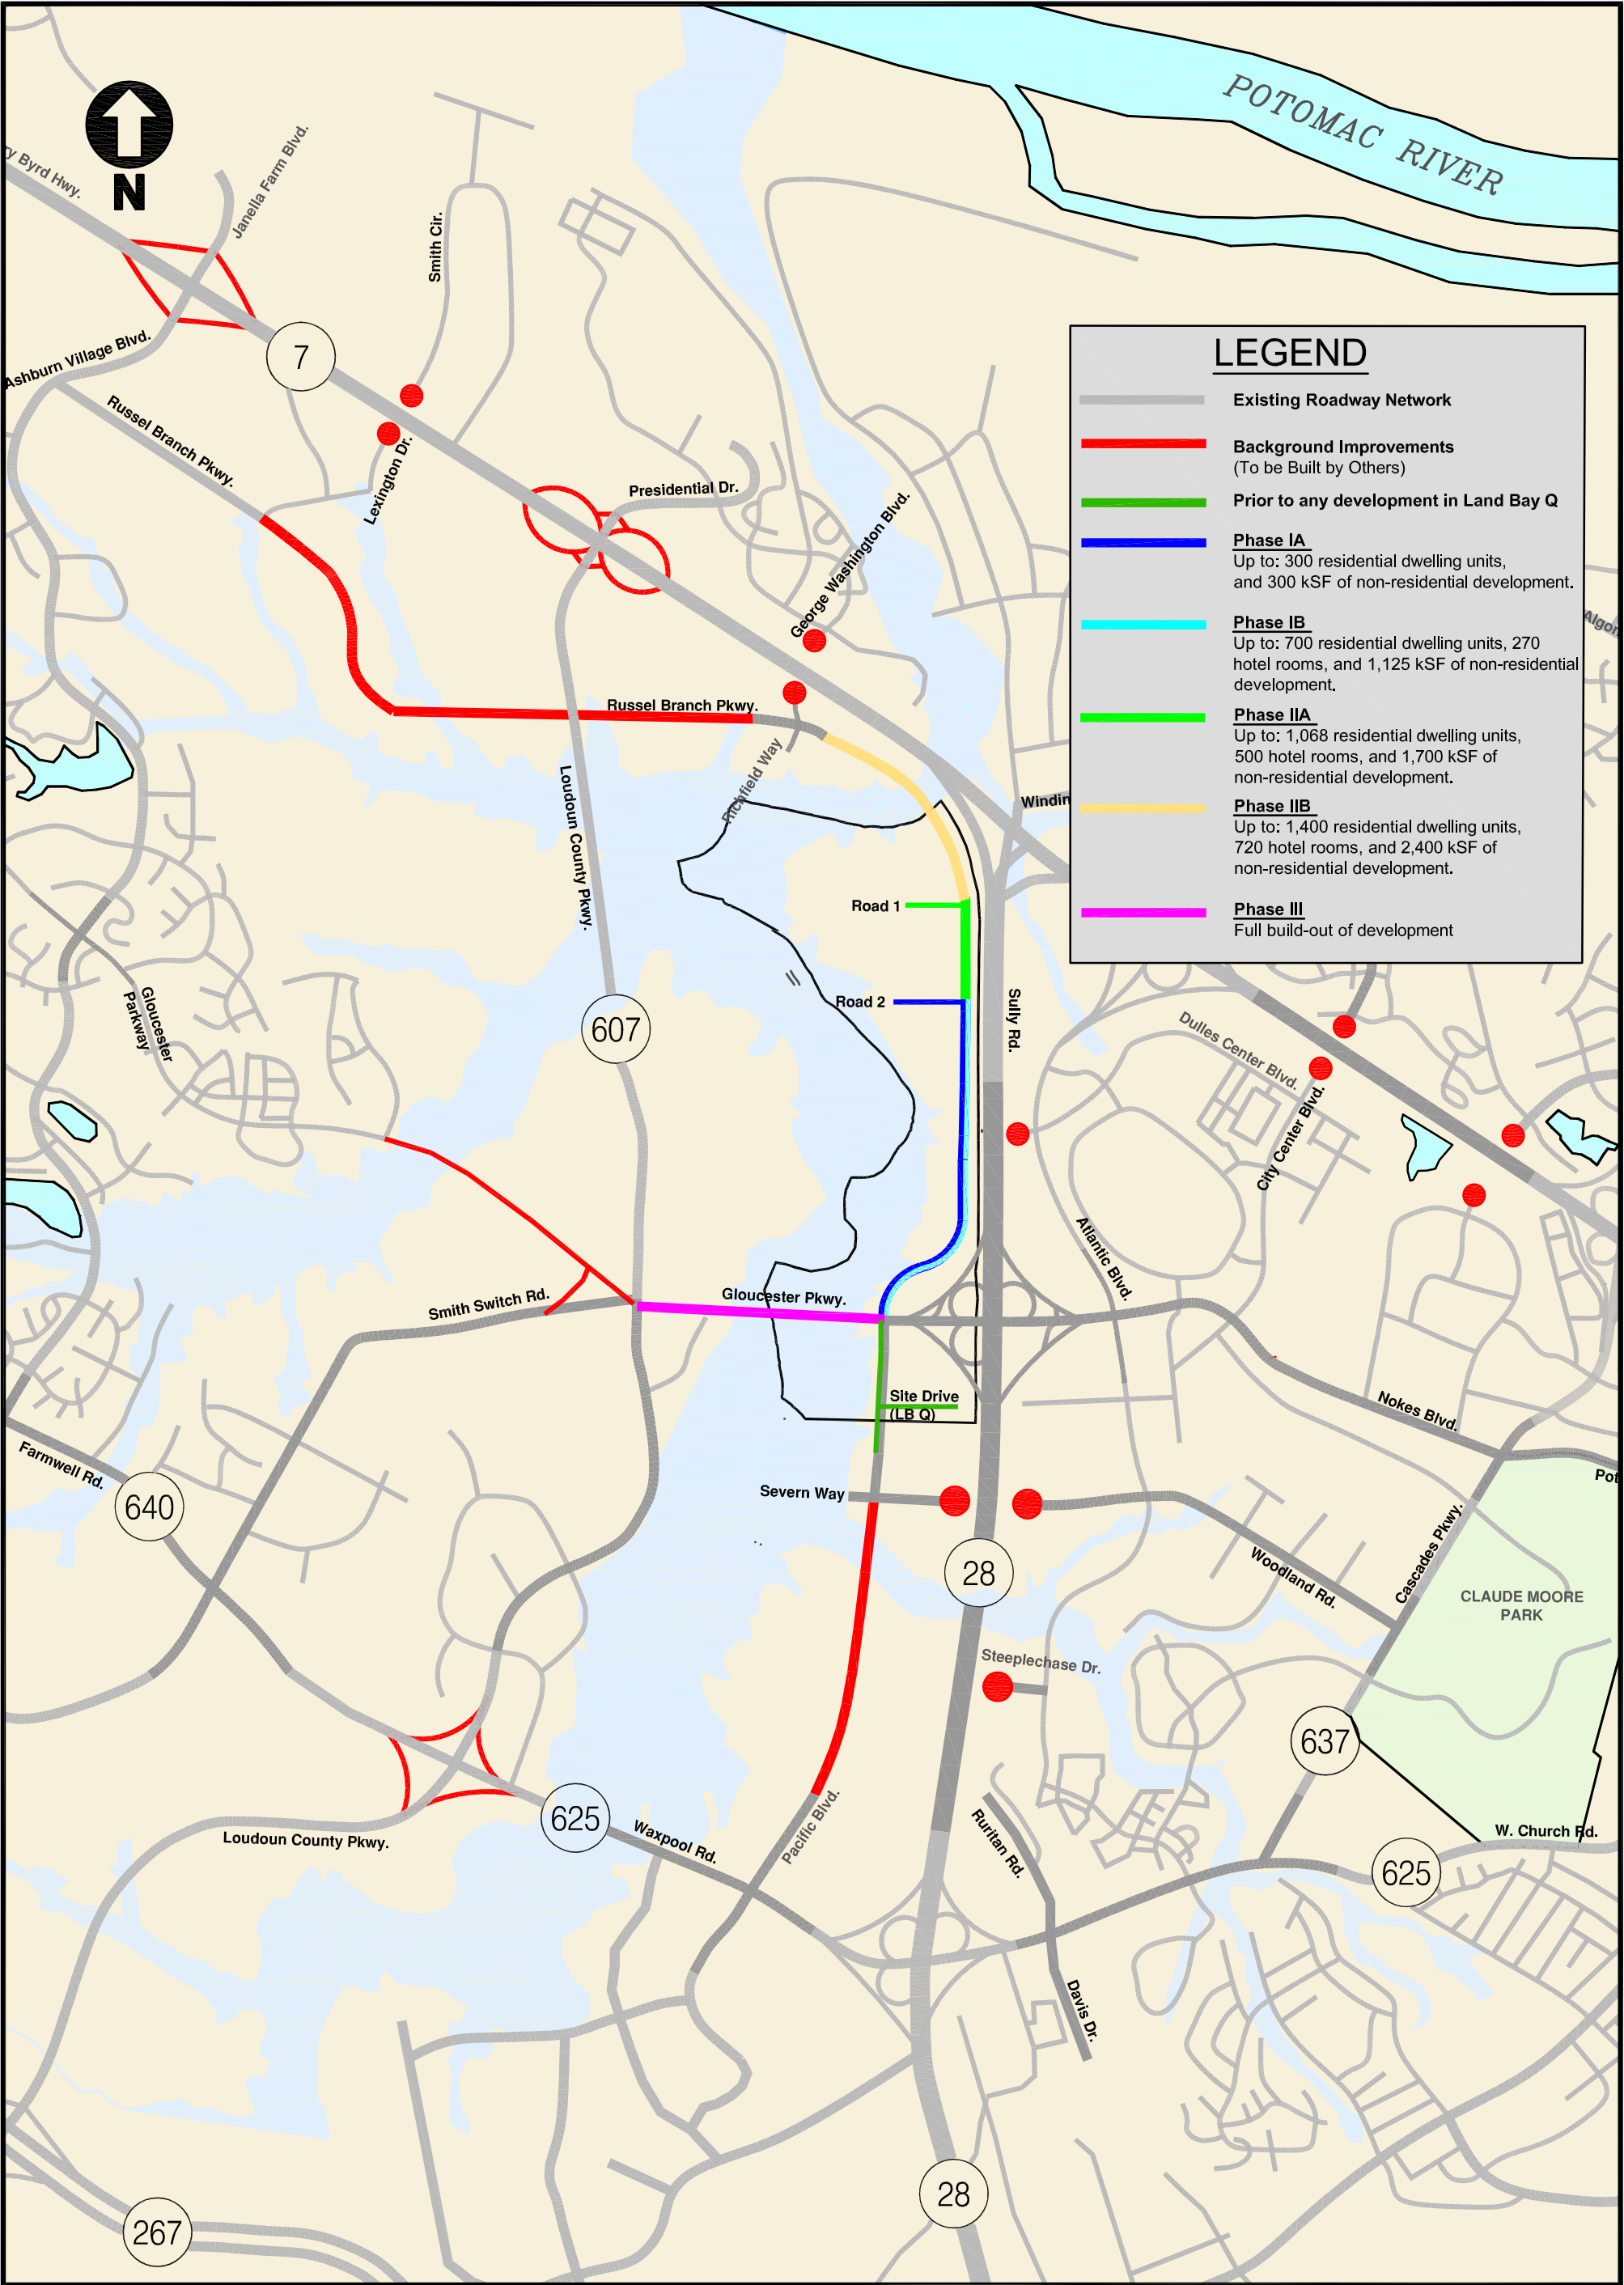 POTOMAC RIVER
N
ry Byrd Hwy.
Janella Farm Blvd.
Smith Cir.
Ashburn Village Blvd.
7
Russel Branch Pkwy.
Lexington Dr.
Presidential Dr.
George Washington Blvd.
LEGEND
Existing Roadway Network
Background Improvements
(To be Built by Others)
Prior to any development in Land Bay Q
Phase IA
Up to: 300 residential dwelling units,
and 300 kSF of non-residential development.
Phase IB
Up to: 700 residential dwelling units, 270
hotel rooms, and 1,125 kSF of non-residential
development.
Phase IIA
Up to: 1,068 residential dwelling units,
500 hotel rooms, and 1,700 kSF of
non-residential development.
Phase IIB
Up to: 1,400 residential dwelling units,
720 hotel rooms, and 2,400 kSF of
non-residential development.
Phase III
Full build-out of development
Algon
Russel Branch Pkwy.
Richfield Way
Loudoun County Pkwy.
Windin
Road 1
Road 2
Sully Rd.
Gloucester
Parkway
607
Dulles Center Blvd.
City Center Blvd.
Atlantic Blvd.
Smith Switch Rd.
Gloucester Pkwy.
Site Drive
(LB Q)
Nokes Blvd.
Pot
Farmwell Rd.
640
Severn Way
28
Woodland Rd.
Cascades Pkwy.
CLAUDE MOORE
PARK
Steeplechase Dr.
637
625
Loudoun County Pkwy.
Waxpool Rd.
Pacific Blvd.
Ruritan Rd.
W. Church Rd.
625
Davis Dr.
28
267